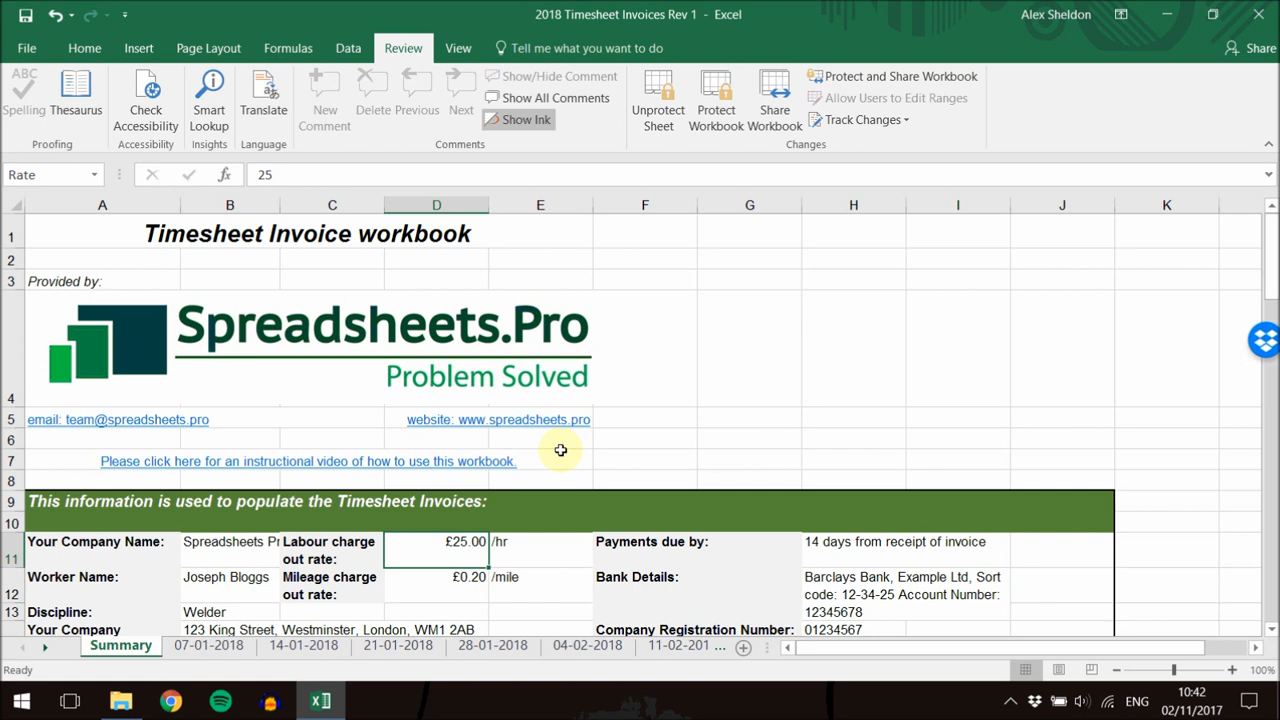 2018 Timesheet Invoices Rev 1 - Excel
Alex Sheldon
File Home Insert Page Layout Formulas Data Review View Tell me what you want to do Share
ABC
Spelling Thesaurus
Proofing
Check Accessibility
Accessibility
Smart Lookup
Insights
Translate
Language
New Comment
Delete Previous Next
Show/Hide Comment
Show All Comments
Show Ink
Comments
Unprotect Sheet
Protect Workbook
Share Workbook
Protect and Share Workbook
Allow Users to Edit Ranges
Track Changes
Changes
Rate fx 25
A B C D E F G H I J K
1 Timesheet Invoice workbook
2
3 Provided by:
Spreadsheets.Pro
Problem Solved
4
5 email: team@spreadsheets.pro website: www.spreadsheets.pro
6
7 Please click here for an instructional video of how to use this workbook.
8
9 This information is used to populate the Timesheet Invoices:
10
11 Your Company Name: Spreadsheets Pr Labour charge out rate: £25.00 /hr Payments due by: 14 days from receipt of invoice
12 Worker Name: Joseph Bloggs Mileage charge out rate: £0.20 /mile Bank Details: Barclays Bank, Example Ltd, Sort code: 12-34-25 Account Number: 12345678
13 Discipline: Welder
Your Company 123 King Street, Westminster, London, WM1 2AB Company Registration Number: 01234567
Summary 07-01-2018 14-01-2018 21-01-2018 28-01-2018 04-02-2018 11-02-201 ...
Ready 100%
ENG 10:42
02/11/2017